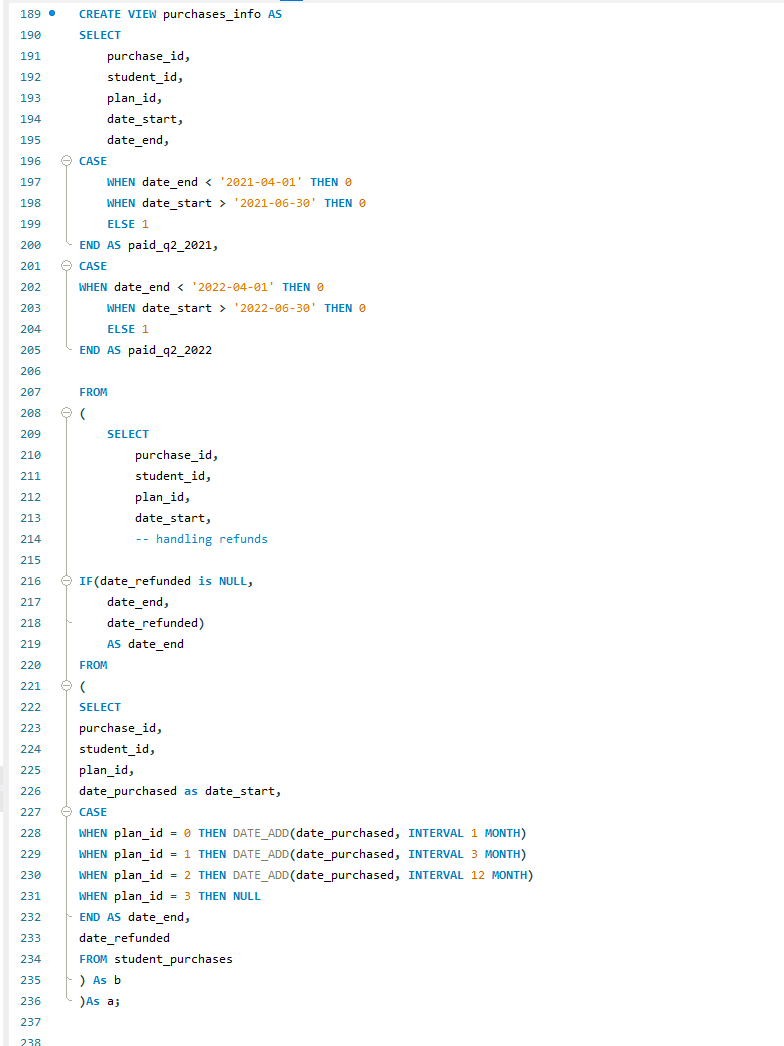 189 CREATE VIEW purchases_info AS
190 SELECT
191 purchase_id,
192 student_id,
193 plan_id,
194 date_start,
195 date_end,
196 CASE
197 WHEN date_end < '2021-04-01' THEN 0
198 WHEN date_start > '2021-06-30' THEN 0
199 ELSE 1
200 END AS paid_q2_2021,
201 CASE
202 WHEN date_end < '2022-04-01' THEN 0
203 WHEN date_start > '2022-06-30' THEN 0
204 ELSE 1
205 END AS paid_q2_2022
206
207 FROM
208 (
209 SELECT
210 purchase_id,
211 student_id,
212 plan_id,
213 date_start,
214 -- handling refunds
215
216 IF(date_refunded is NULL,
217 date_end,
218 date_refunded)
219 AS date_end
220 FROM
221 (
222 SELECT
223 purchase_id,
224 student_id,
225 plan_id,
226 date_purchased as date_start,
227 CASE
228 WHEN plan_id = 0 THEN DATE_ADD(date_purchased, INTERVAL 1 MONTH)
229 WHEN plan_id = 1 THEN DATE_ADD(date_purchased, INTERVAL 3 MONTH)
230 WHEN plan_id = 2 THEN DATE_ADD(date_purchased, INTERVAL 12 MONTH)
231 WHEN plan_id = 3 THEN NULL
232 END AS date_end,
233 date_refunded
234 FROM student_purchases
235 ) As b
236 )As a;
237
238